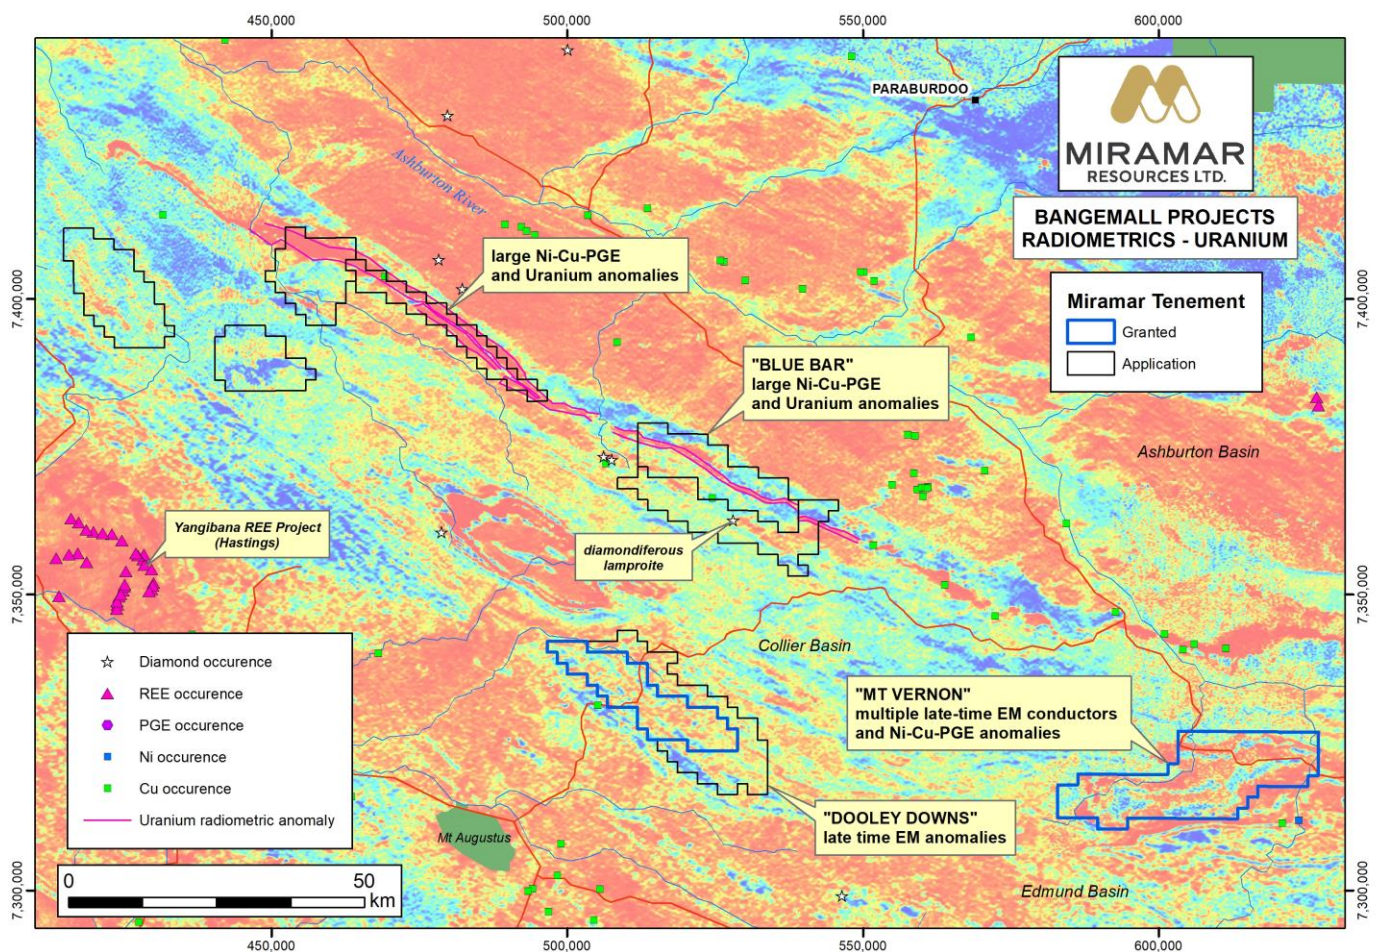 450,000
500,000
550,000
600,000
PARABURDOO
MIRAMAR
RESOURCES LTD.
BANGEMALL PROJECTS
RADIOMETRICS - URANIUM
Ashburton River
large Ni-Cu-PGE
and Uranium anomalies
7,400,000
7,400,000
Miramar Tenement
Granted
Application
"BLUE BAR"
large Ni-Cu-PGE
and Uranium anomalies
Ashburton Basin
Yangibana REE Project
(Hastings)
diamondiferous
lamproite
7,350,000
7,350,000
Collier Basin
Diamond occurence
REE occurence
PGE occurence
Ni occurence
Cu occurence
Uranium radiometric anomaly
"MT VERNON"
multiple late-time EM conductors
and Ni-Cu-PGE anomalies
"DOOLEY DOWNS"
late time EM anomalies
Mt Augustus
0
50
km
Edmund Basin
7,300,000
7,300,000
450,000
500,000
550,000
600,000